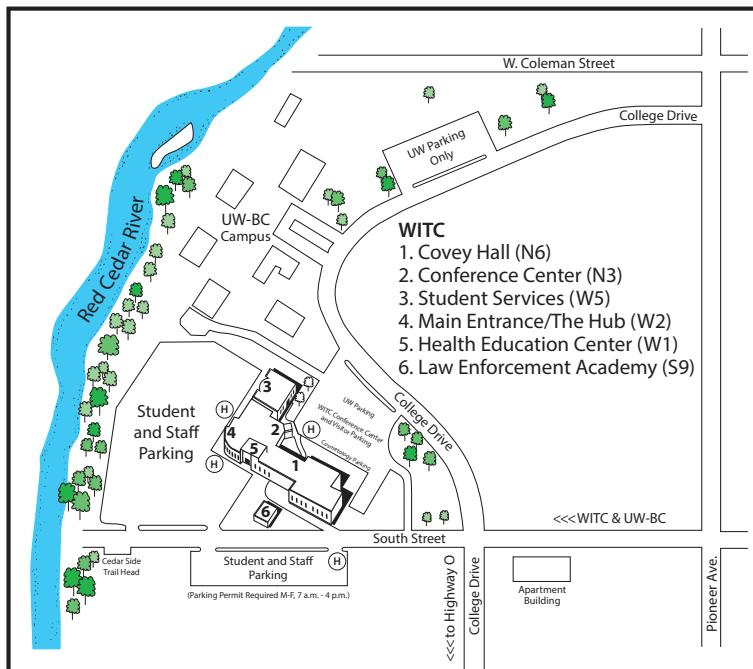 W. Coleman Street
College Drive
UW Parking
Only
Red Cedar River
UW-BC
Campus
WITC
1. Covey Hall (N6)
2. Conference Center (N3)
3. Student Services (W5)
4. Main Entrance/The Hub (W2)
5. Health Education Center (W1)
6. Law Enforcement Academy (S9)
College Drive
UW Parking
WITC Conference Center
and Visitor Parking
Cosmetology Parking
Student
and Staff
Parking
H
H
H
3
2
4
5
1
6
<<<WITC & UW-BC
South Street
Cedar Side
Trail Head
Student and Staff
Parking
H
(Parking Permit Required M-F, 7 a.m. - 4 p.m.)
<<<to Highway O
College Drive
Apartment
Building
Pioneer Ave.